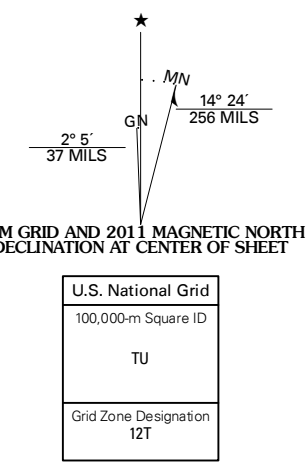 ★
MN
GN
14° 24´
256 MILS
2° 5´
37 MILS
M GRID AND 2011 MAGNETIC NORTH
DECLINATION AT CENTER OF SHEET
U.S. National Grid
100,000-m Square ID
TU
Grid Zone Designation
12T